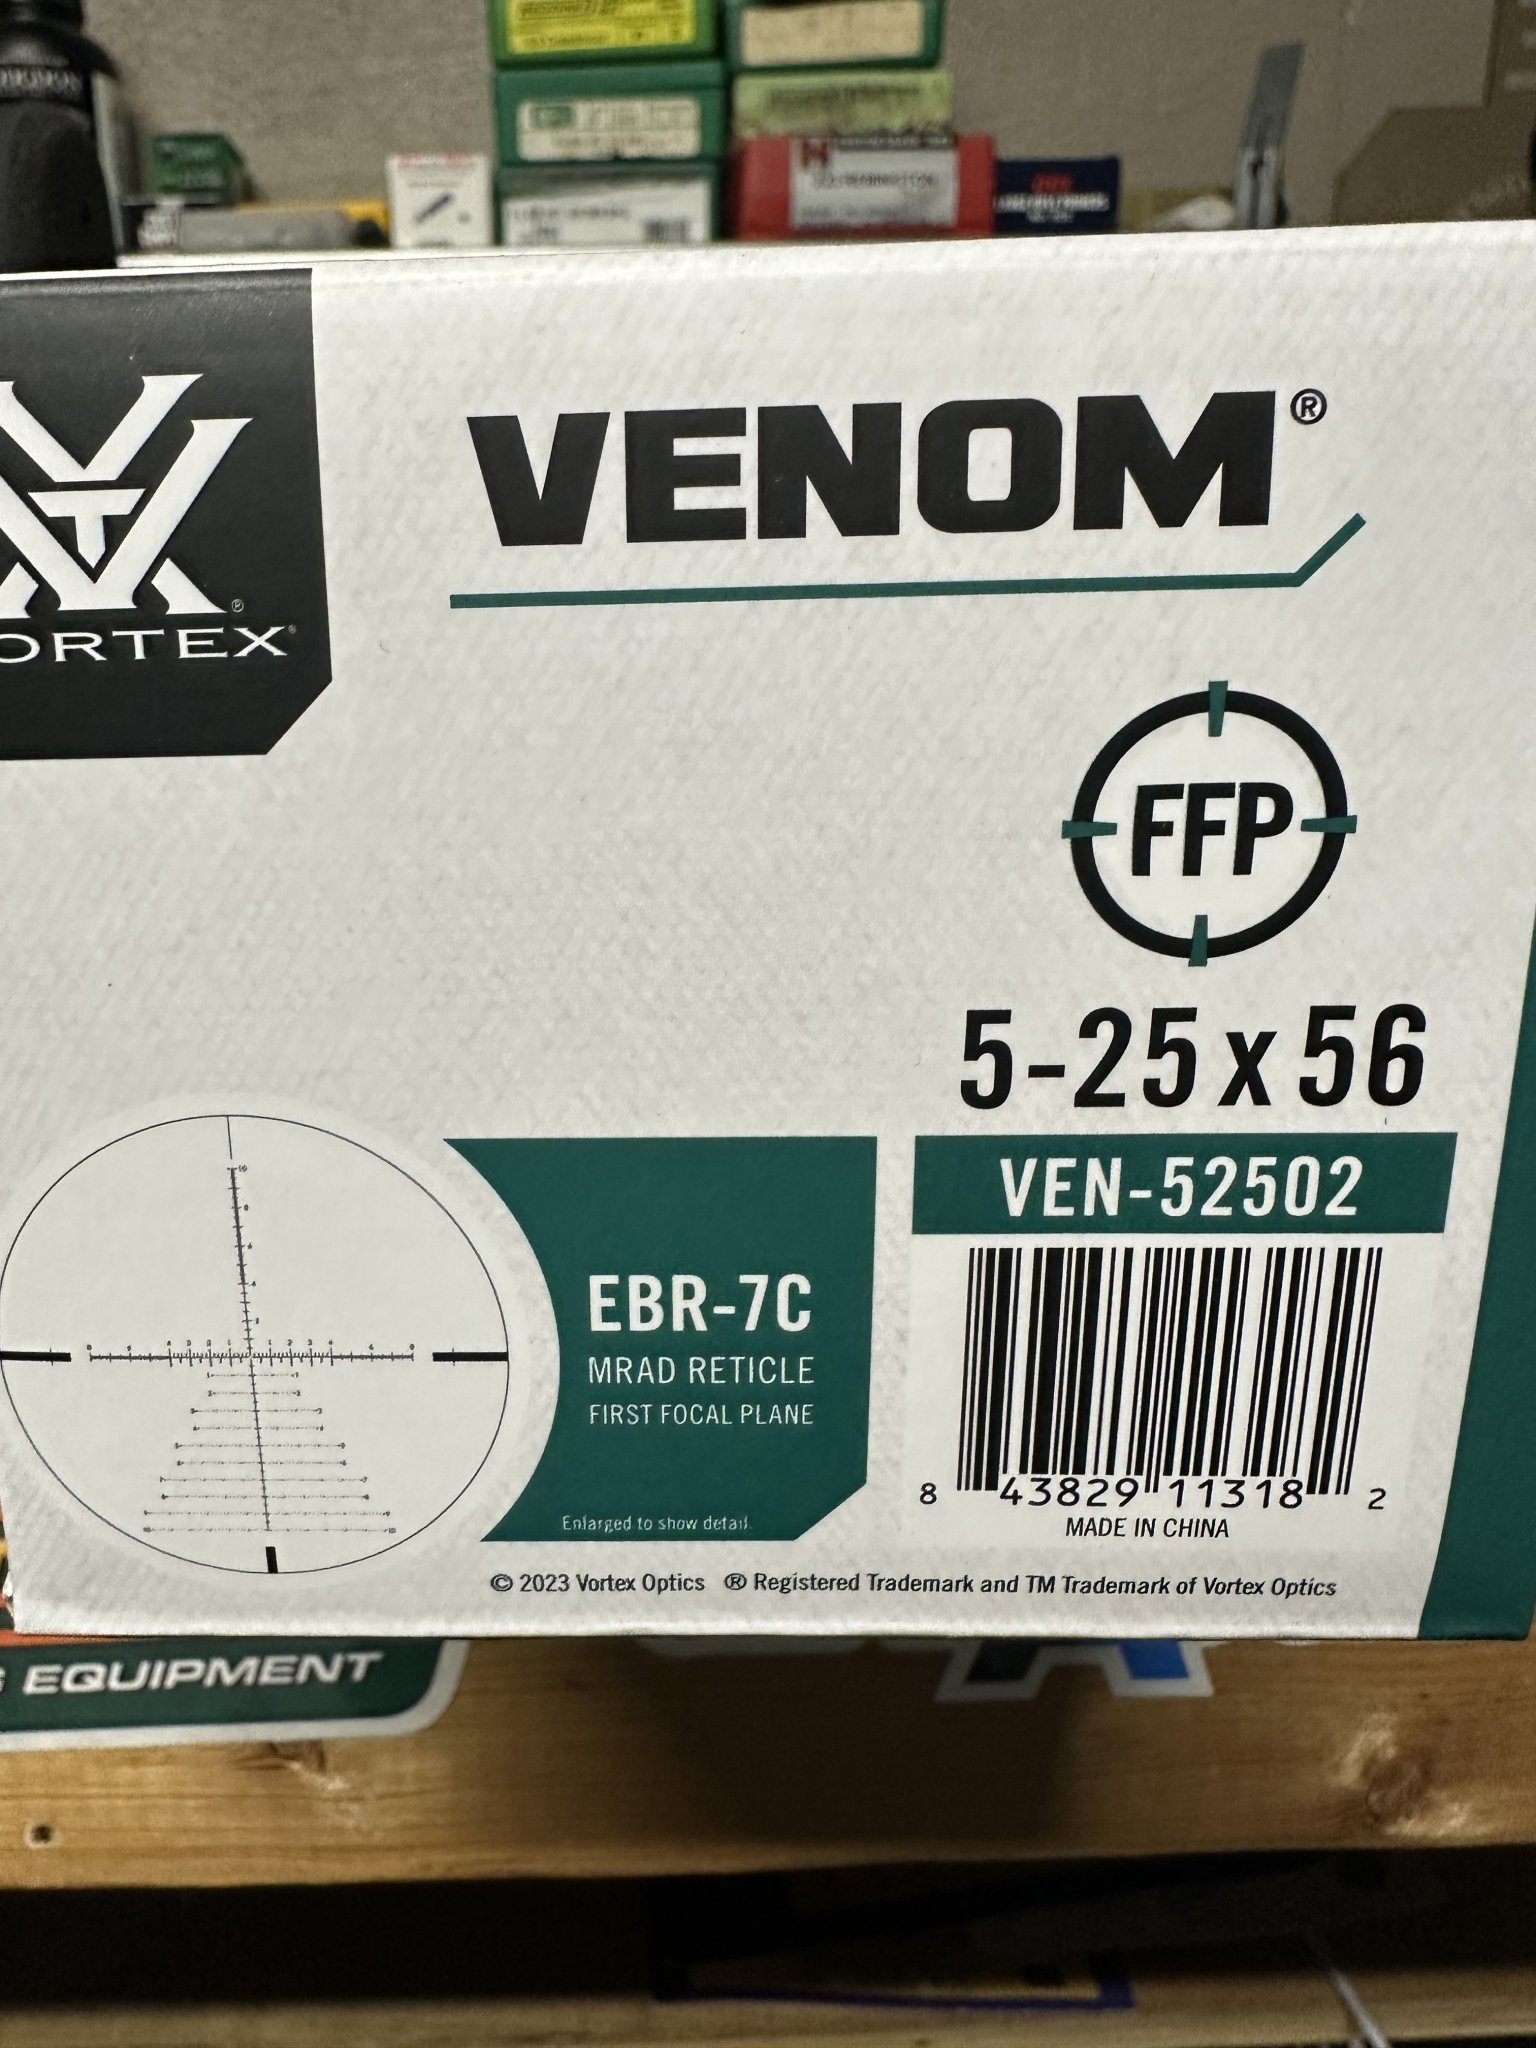 VENOM®
ORTEX®
FFP
5-25x56
VEN-52502
EBR-7C
MRAD RETICLE
FIRST FOCAL PLANE
Enlarged to show detail.
8 43829 11318 2
MADE IN CHINA
© 2023 Vortex Optics ® Registered Trademark and TM Trademark of Vortex Optics
EQUIPMENT